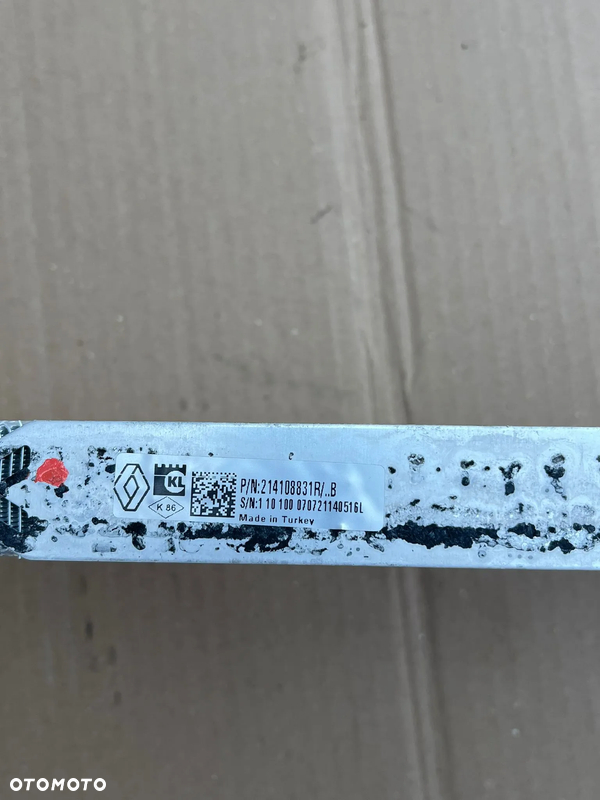 KL
K 86
P/N:214108831R/..B
S/N:1 10 100 070721140516L
Made in Turkey
OTOMOTO